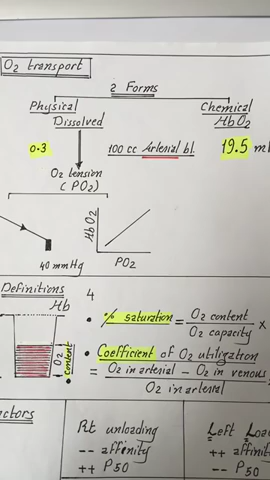 O2 transport
2 Forms
Physical Chemical
Dissolved HbO2
0.3 100 cc Arterial bl. 19.5 ml
O2 tension
(PO2)
HbO2
40 mmHg PO2
Definitions 4
Hb
• % saturation = O2 content / O2 capacity x
O2
• Content
• Coefficient of O2 utilization
= O2 in arterial - O2 in venous / O2 in arterial
actors
Rt unloading Left Loa
-- affinity ++ affinit
++ P50 -- P50